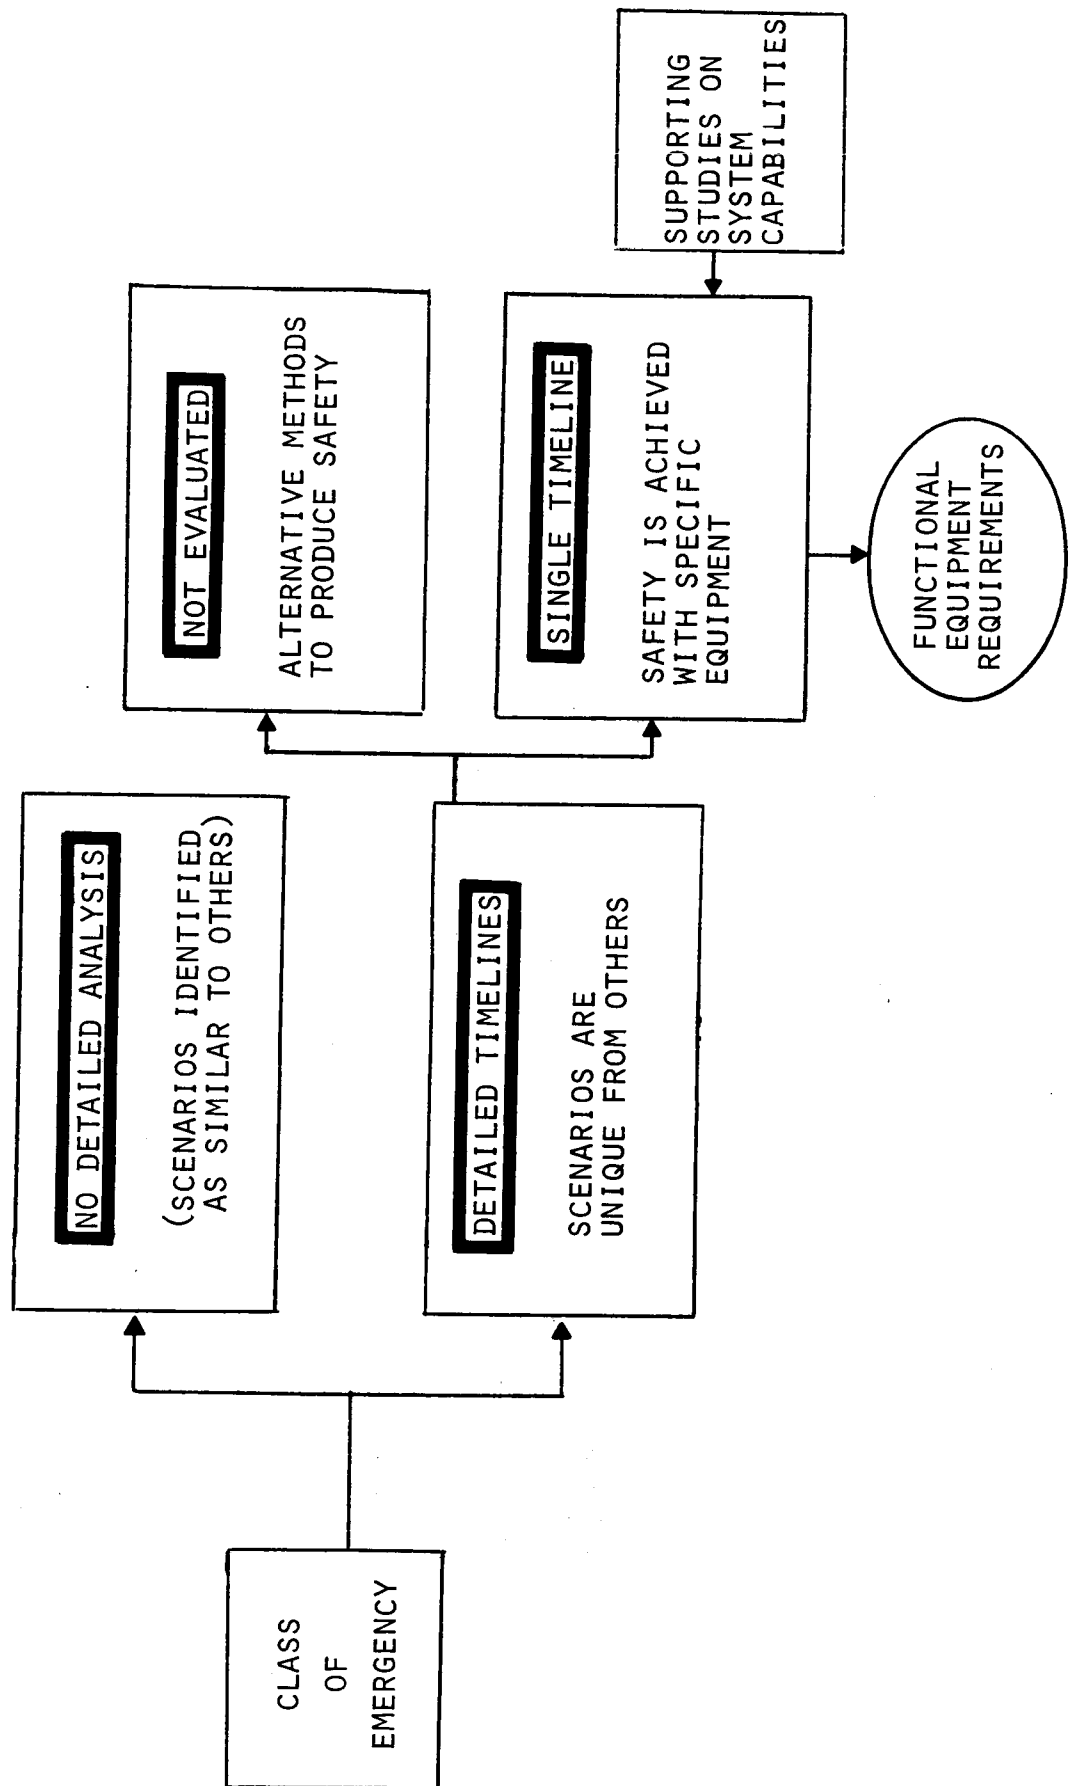 CLASS
OF
EMERGENCY
NO DETAILED ANALYSIS
(SCENARIOS IDENTIFIED
AS SIMILAR TO OTHERS)
DETAILED TIMELINES
SCENARIOS ARE
UNIQUE FROM OTHERS
NOT EVALUATED
ALTERNATIVE METHODS
TO PRODUCE SAFETY
SINGLE TIMELINE
SAFETY IS ACHIEVED
WITH SPECIFIC
EQUIPMENT
SUPPORTING
STUDIES ON
SYSTEM
CAPABILITIES
FUNCTIONAL
EQUIPMENT
REQUIREMENTS